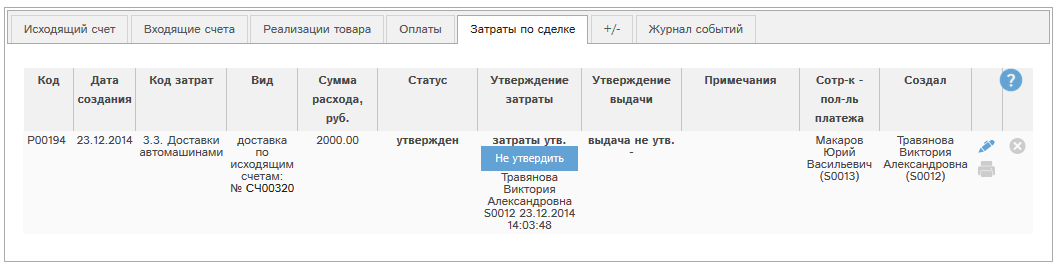 Исходящий счет Входящие счета Реализации товара Оплаты Затраты по сделке +/- Журнал событий
Код
Дата
создания
Код затрат
Вид
Сумма
расхода,
руб.
Статус
Утверждение
затраты
Утверждение
выдачи
Примечания
Сотр-к -
пол-ль
платежа
Создал
?
P00194
23.12.2014
3.3. Доставки
автомашинами
доставка
по
исходящим
счетам:
№ СЧ00320
2000.00
утвержден
затраты утв.
Не утвердить
Травянова
Виктория
Александровна
S0012 23.12.2014
14:03:48
выдача не утв.
-
Макаров
Юрий
Васильевич
(S0013)
Травянова
Виктория
Александровна
(S0012)